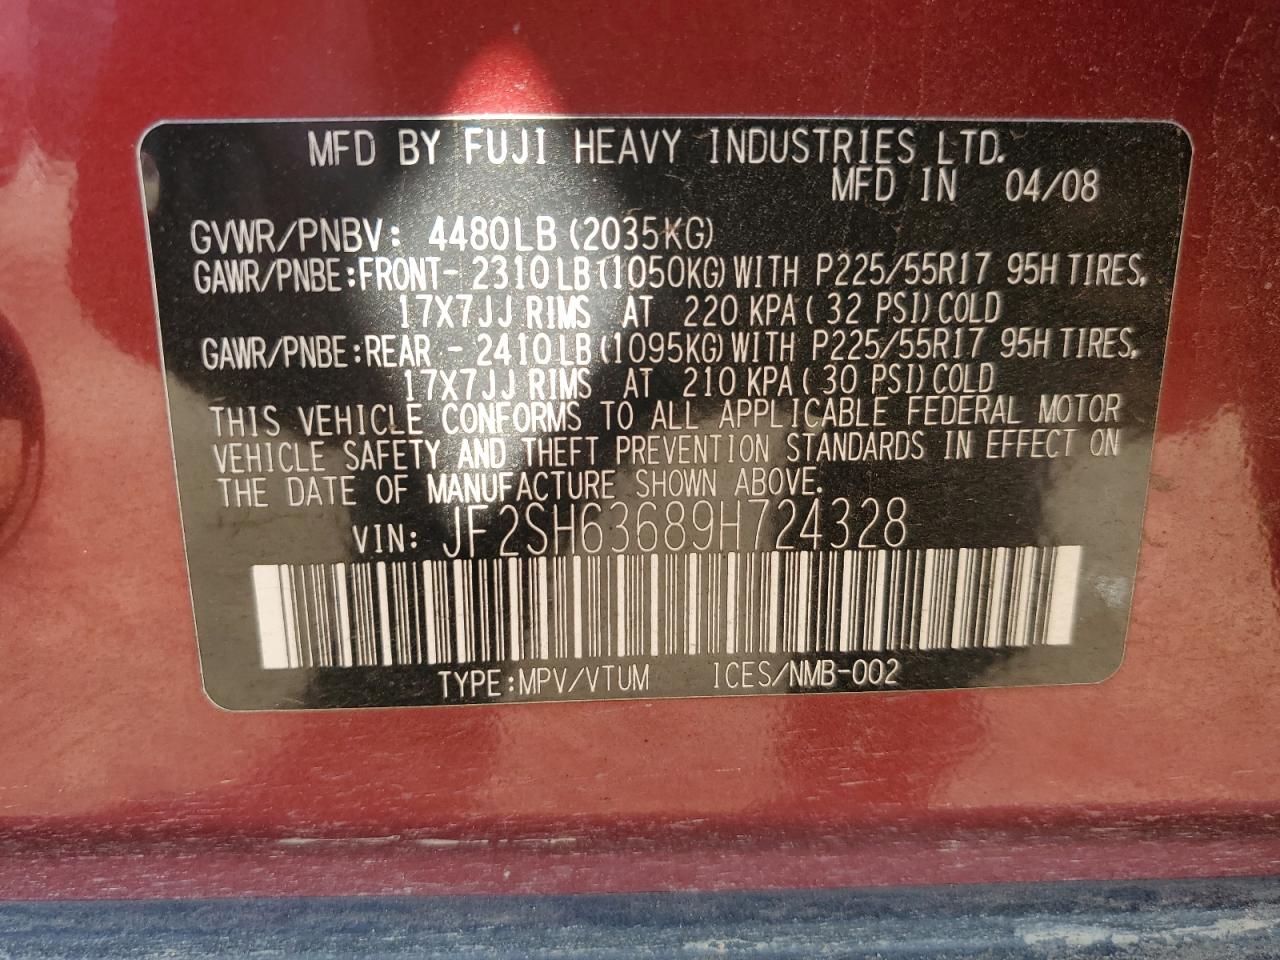 MFD BY FUJI HEAVY INDUSTRIES LTD.
MFD IN 04/08
GVWR/PNBV: 4480LB (2035KG)
GAWR/PNBE:FRONT- 2310LB(1050KG)WITH P225/55R17 95H TIRES,
17X7JJ RIMS AT 220 KPA( 32 PSI)COLD
GAWR/PNBE:REAR - 2410LB(1095KG)WITH P225/55R17 95H TIRES,
17X7JJ RIMS AT 210 KPA( 30 PSI)COLD
THIS VEHICLE CONFORMS TO ALL APPLICABLE FEDERAL MOTOR
VEHICLE SAFETY AND THEFT PREVENTION STANDARDS IN EFFECT ON
THE DATE OF MANUFACTURE SHOWN ABOVE.
VIN: JF2SH63689H724328
TYPE:MPV/VTUM ICES/NMB-002